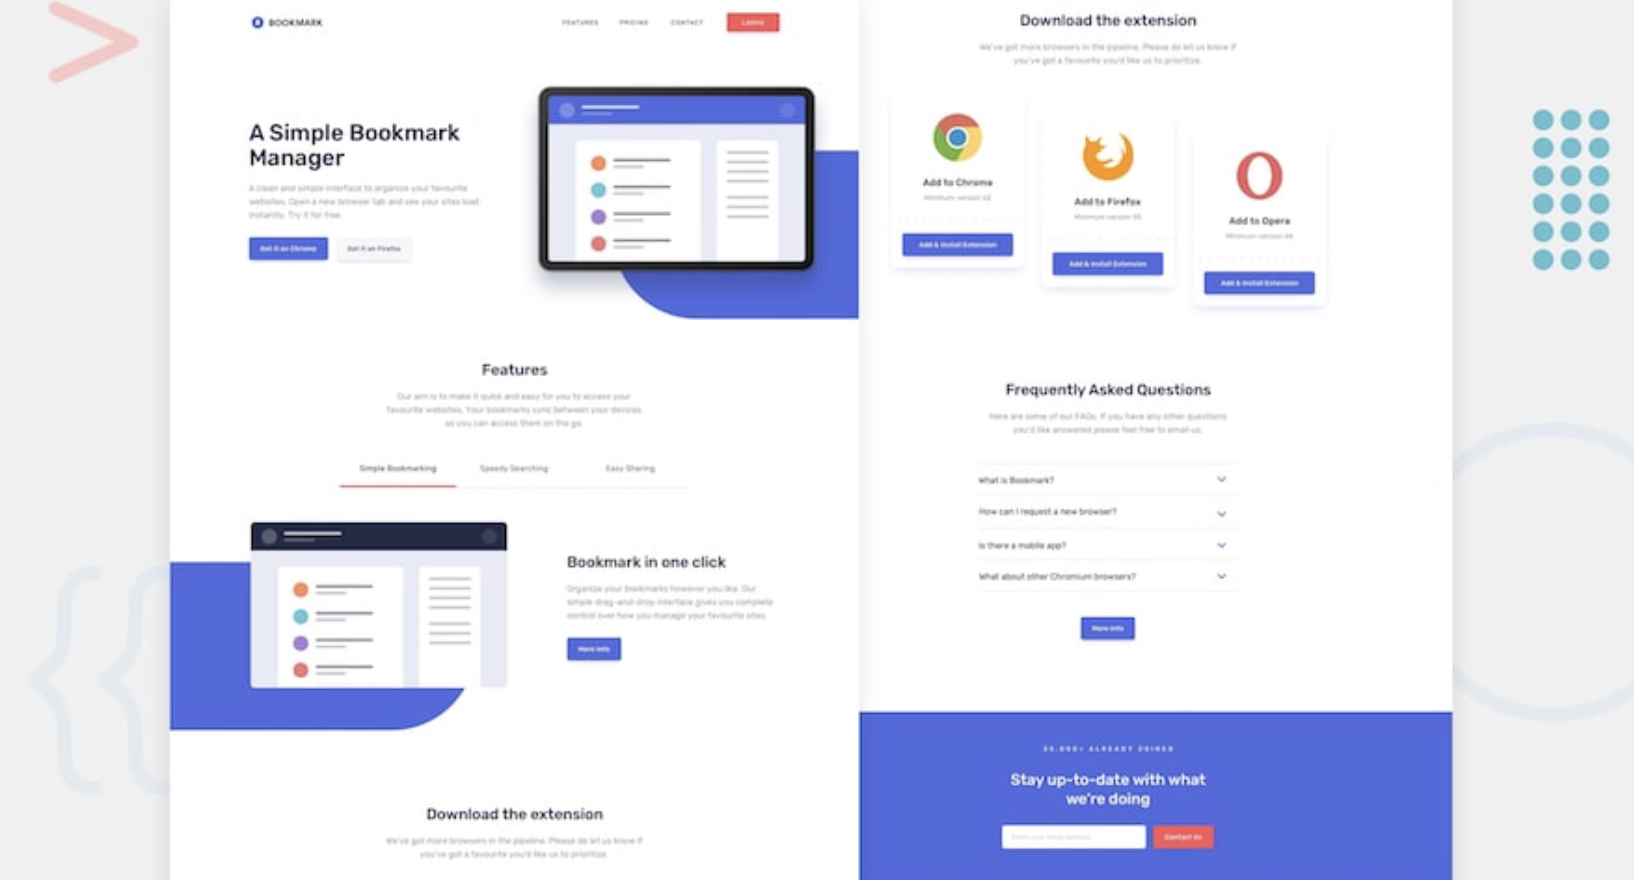 BOOKMARK
FEATURES
PRICING
CONTACT
LOGIN
A Simple Bookmark
Manager
A clean and simple interface to organize your favourite
websites. Open a new browser tab and see your sites load
instantly. Try it for free.
Get it on Chrome
Get it on Firefox
Features
Our aim is to make it quick and easy for you to access your
favourite websites. Your bookmarks sync between your devices
so you can access them on the go.
Simple Bookmarking
Speedy Searching
Easy Sharing
Bookmark in one click
Organize your bookmarks however you like. Our
simple drag-and-drop interface gives you complete
control over how you manage your favourite sites.
More Info
Download the extension
We've got more browsers in the pipeline. Please do let us know if
you've got a favourite you'd like us to prioritize.
Download the extension
We've got more browsers in the pipeline. Please do let us know if
you've got a favourite you'd like us to prioritize.
Add to Chrome
Minimum version 62
Add & Install Extension
Add to Firefox
Minimum version 55
Add & Install Extension
Add to Opera
Minimum version 46
Add & Install Extension
Frequently Asked Questions
Here are some of our FAQs. If you have any other questions
you'd like answered please feel free to email us.
What is Bookmark?
How can I request a new browser?
Is there a mobile app?
What about other Chromium browsers?
More Info
35,000+ ALREADY JOINED
Stay up-to-date with what
we're doing
Enter your email address
Contact Us